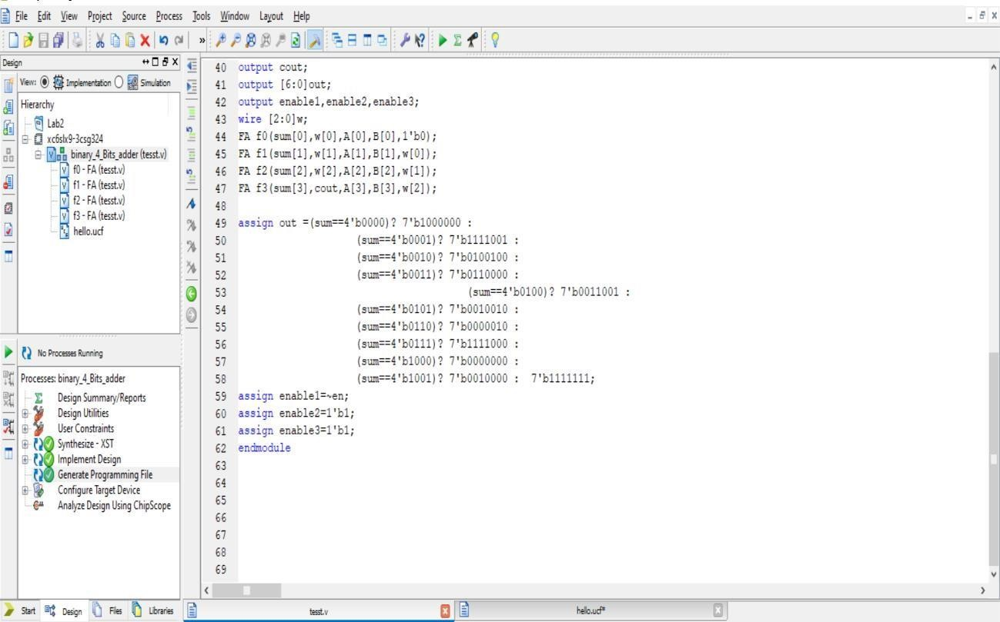 File Edit View Project Source Process Tools Window Layout Help
Design
View: Implementation Simulation
Hierarchy
Lab2
xc6slx9-3csg324
binary_4_Bits_adder (tesst.v)
f0 - FA (tesst.v)
f1 - FA (tesst.v)
f2 - FA (tesst.v)
f3 - FA (tesst.v)
hello.ucf
No Processes Running
Processes: binary_4_Bits_adder
Design Summary/Reports
Design Utilities
User Constraints
Synthesize - XST
Implement Design
Generate Programming File
Configure Target Device
Analyze Design Using ChipScope
Start Design Files Libraries
40 output cout;
41 output [6:0]out;
42 output enable1,enable2,enable3;
43 wire [2:0]w;
44 FA f0(sum[0],w[0],A[0],B[0],1'b0);
45 FA f1(sum[1],w[1],A[1],B[1],w[0]);
46 FA f2(sum[2],w[2],A[2],B[2],w[1]);
47 FA f3(sum[3],cout,A[3],B[3],w[2]);
48
49 assign out =(sum==4'b0000)? 7'b1000000 :
50 (sum==4'b0001)? 7'b1111001 :
51 (sum==4'b0010)? 7'b0100100 :
52 (sum==4'b0011)? 7'b0110000 :
53 (sum==4'b0100)? 7'b0011001 :
54 (sum==4'b0101)? 7'b0010010 :
55 (sum==4'b0110)? 7'b0000010 :
56 (sum==4'b0111)? 7'b1111000 :
57 (sum==4'b1000)? 7'b0000000 :
58 (sum==4'b1001)? 7'b0010000 : 7'b1111111;
59 assign enable1=~en;
60 assign enable2=1'b1;
61 assign enable3=1'b1;
62 endmodule
63
64
65
66
67
68
69
tesst.v
hello.ucf*